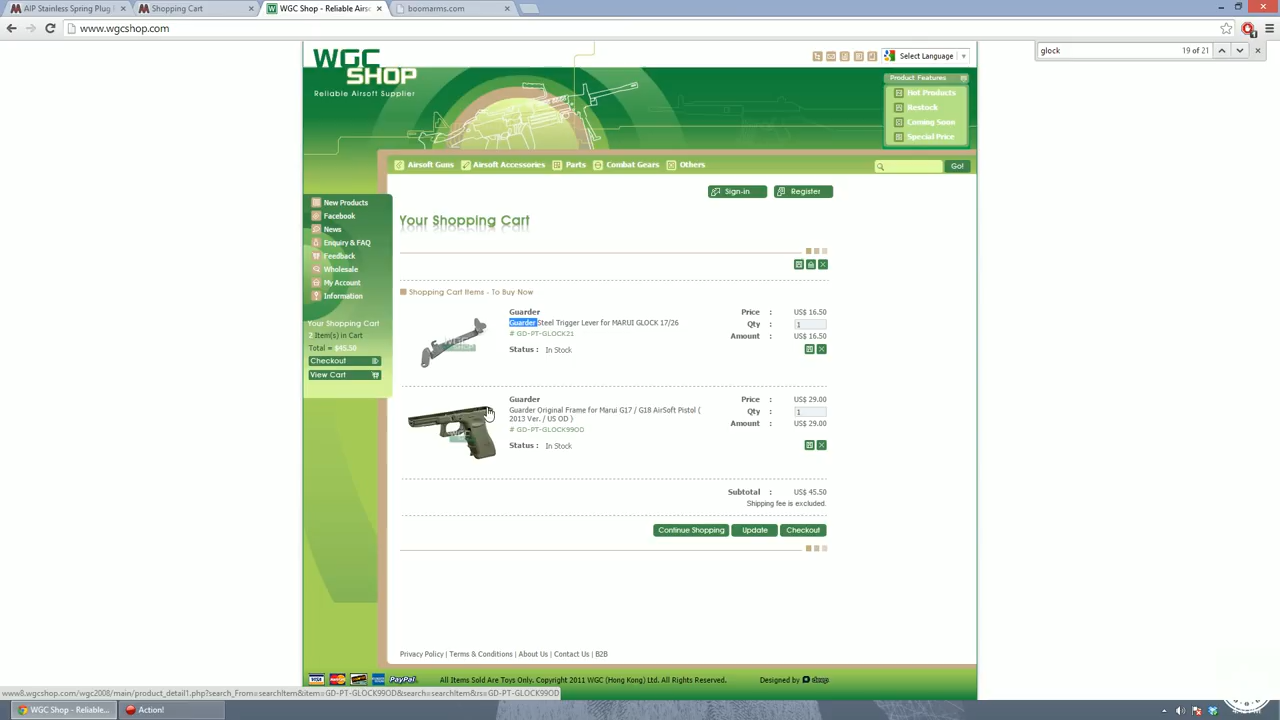 AIP Stainless Spring Plug
Shopping Cart
WGC Shop - Reliable Airs
boomarms.com
www.wgcshop.com
glock
19 of 21
WGC
SHOP
Reliable Airsoft Supplier
Select Language
Product Features
Hot Products
Restock
Coming Soon
Special Price
Airsoft Guns
Airsoft Accessories
Parts
Combat Gears
Others
Go!
Sign-in
Register
New Products
Facebook
News
Enquiry & FAQ
Feedback
Wholesale
My Account
Information
Your Shopping Cart
2 Item(s) in Cart
Total = $45.50
Checkout
View Cart
Your Shopping Cart
Shopping Cart Items - To Buy Now
Guarder
Guarder Steel Trigger Lever for MARUI GLOCK 17/26
# GD-PT-GLOCK21
Status : In Stock
Price : US$ 16.50
Qty : 1
Amount : US$ 16.50
Guarder
Guarder Original Frame for Marui G17 / G18 AirSoft Pistol (
2013 Ver. / US OD )
# GD-PT-GLOCK99OD
Status : In Stock
Price : US$ 29.00
Qty : 1
Amount : US$ 29.00
Subtotal : US$ 45.50
Shipping fee is excluded.
Continue Shopping
Update
Checkout
Privacy Policy | Terms & Conditions | About Us | Contact Us | B2B
VISA
PayPal
All Items Sold Are Toys Only. Copyright 2011 WGC (Hong Kong) Ltd. All Rights Reserved.
Designed by
www8.wgcshop.com/wgc2008/main/product_detail1.php?search_From=searchItem&item=GD-PT-GLOCK99OD&search=searchItem&rs=GD-PT-GLOCK99OD
WGC Shop - Reliable...
Action!